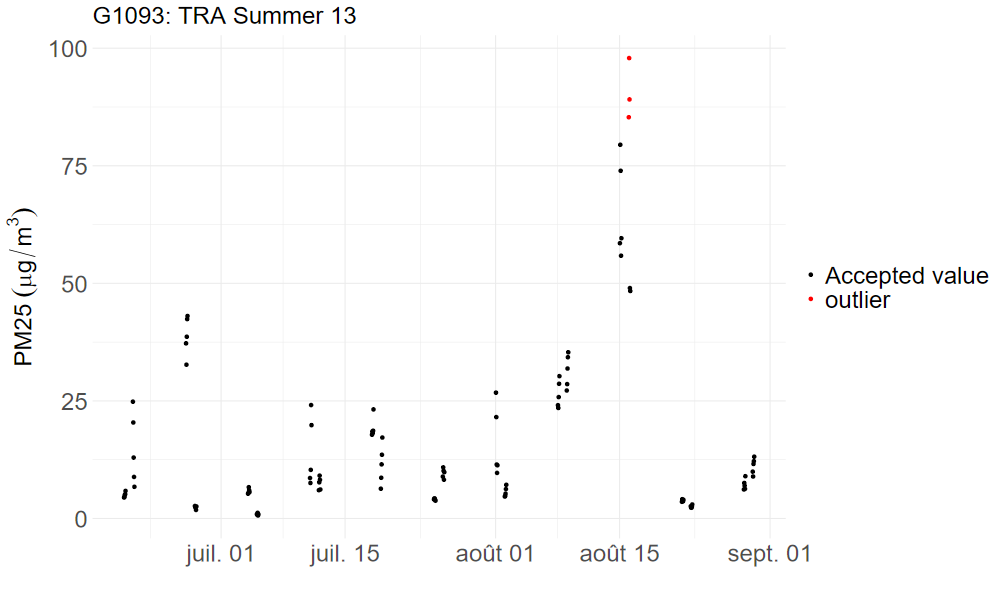 G1093: TRA Summer 13
100
75
50
25
0
PM25 (μg/m³)
juil. 01
juil. 15
août 01
août 15
sept. 01
Accepted value
outlier